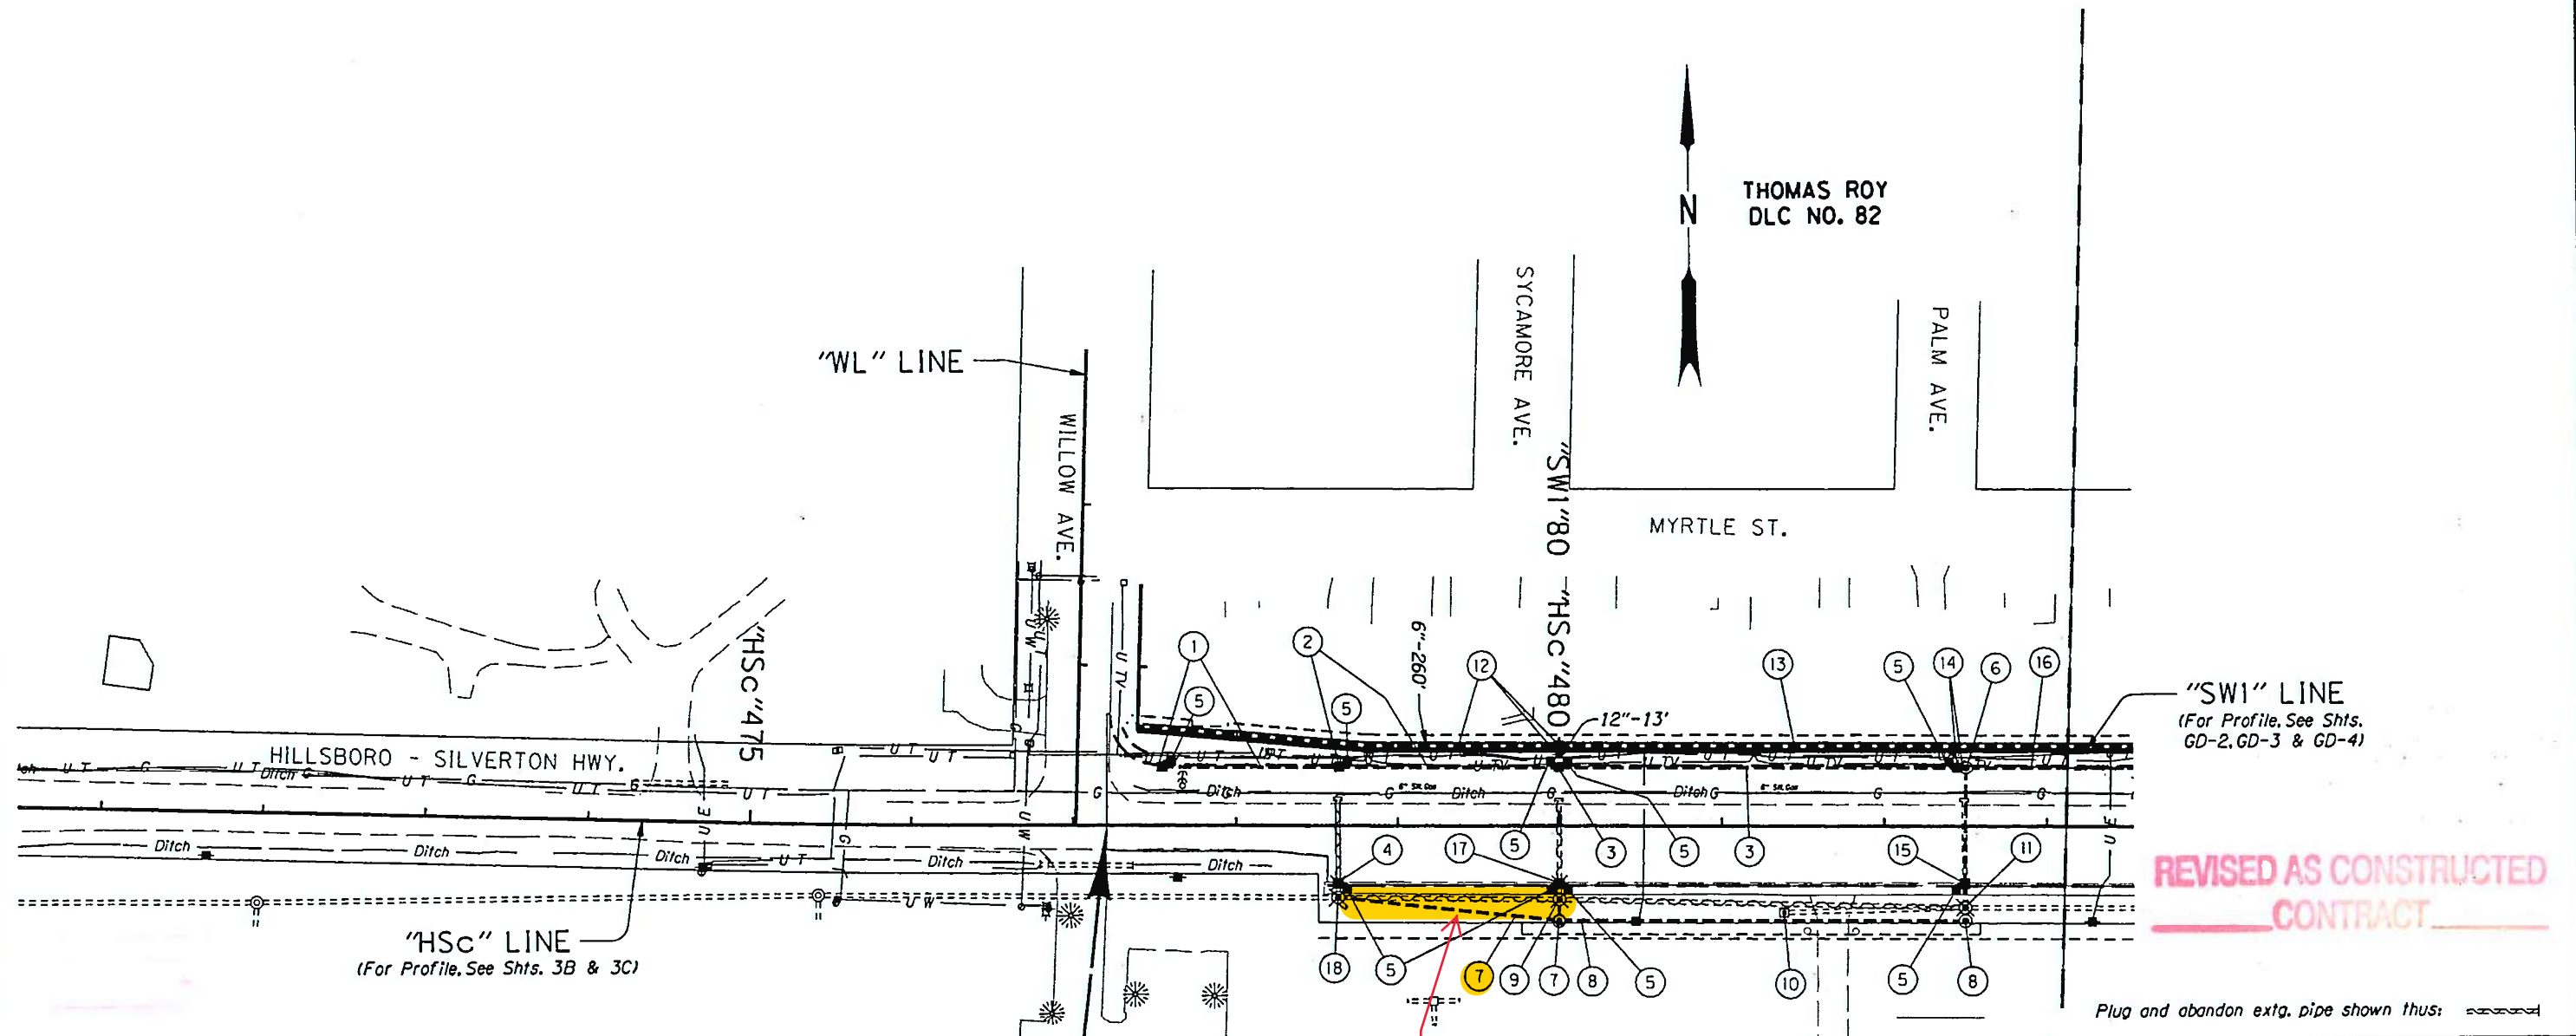 THOMAS ROY
DLC NO. 82
N
SYCAMORE AVE.
PALM AVE.
"WL" LINE
WILLOW AVE.
"SW1"80 "HSc"480
MYRTLE ST.
"HSc"475
6"-260'
1
2
12
13
5
14
6
16
5
5
12"-13'
"SW1" LINE
(For Profile, See Shts.
GD-2, GD-3 & GD-4)
HILLSBORO - SILVERTON HWY.
U T
G
U T
Ditch G
U T
G
U T
G
U T
U T
U T
U TV
U W
G
Ditch
G
Ditch
G
Ditch G
G
G
U E
Ditch
Ditch
Ditch
U T
G
Ditch
U W
Ditch
U E
4
17
5
3
5
3
15
11
U W
"HSc" LINE
(For Profile, See Shts. 3B & 3C)
18
5
7
9
7
8
5
10
5
8
REVISED AS CONSTRUCTED
CONTRACT
Plug and abandon extg. pipe shown thus: